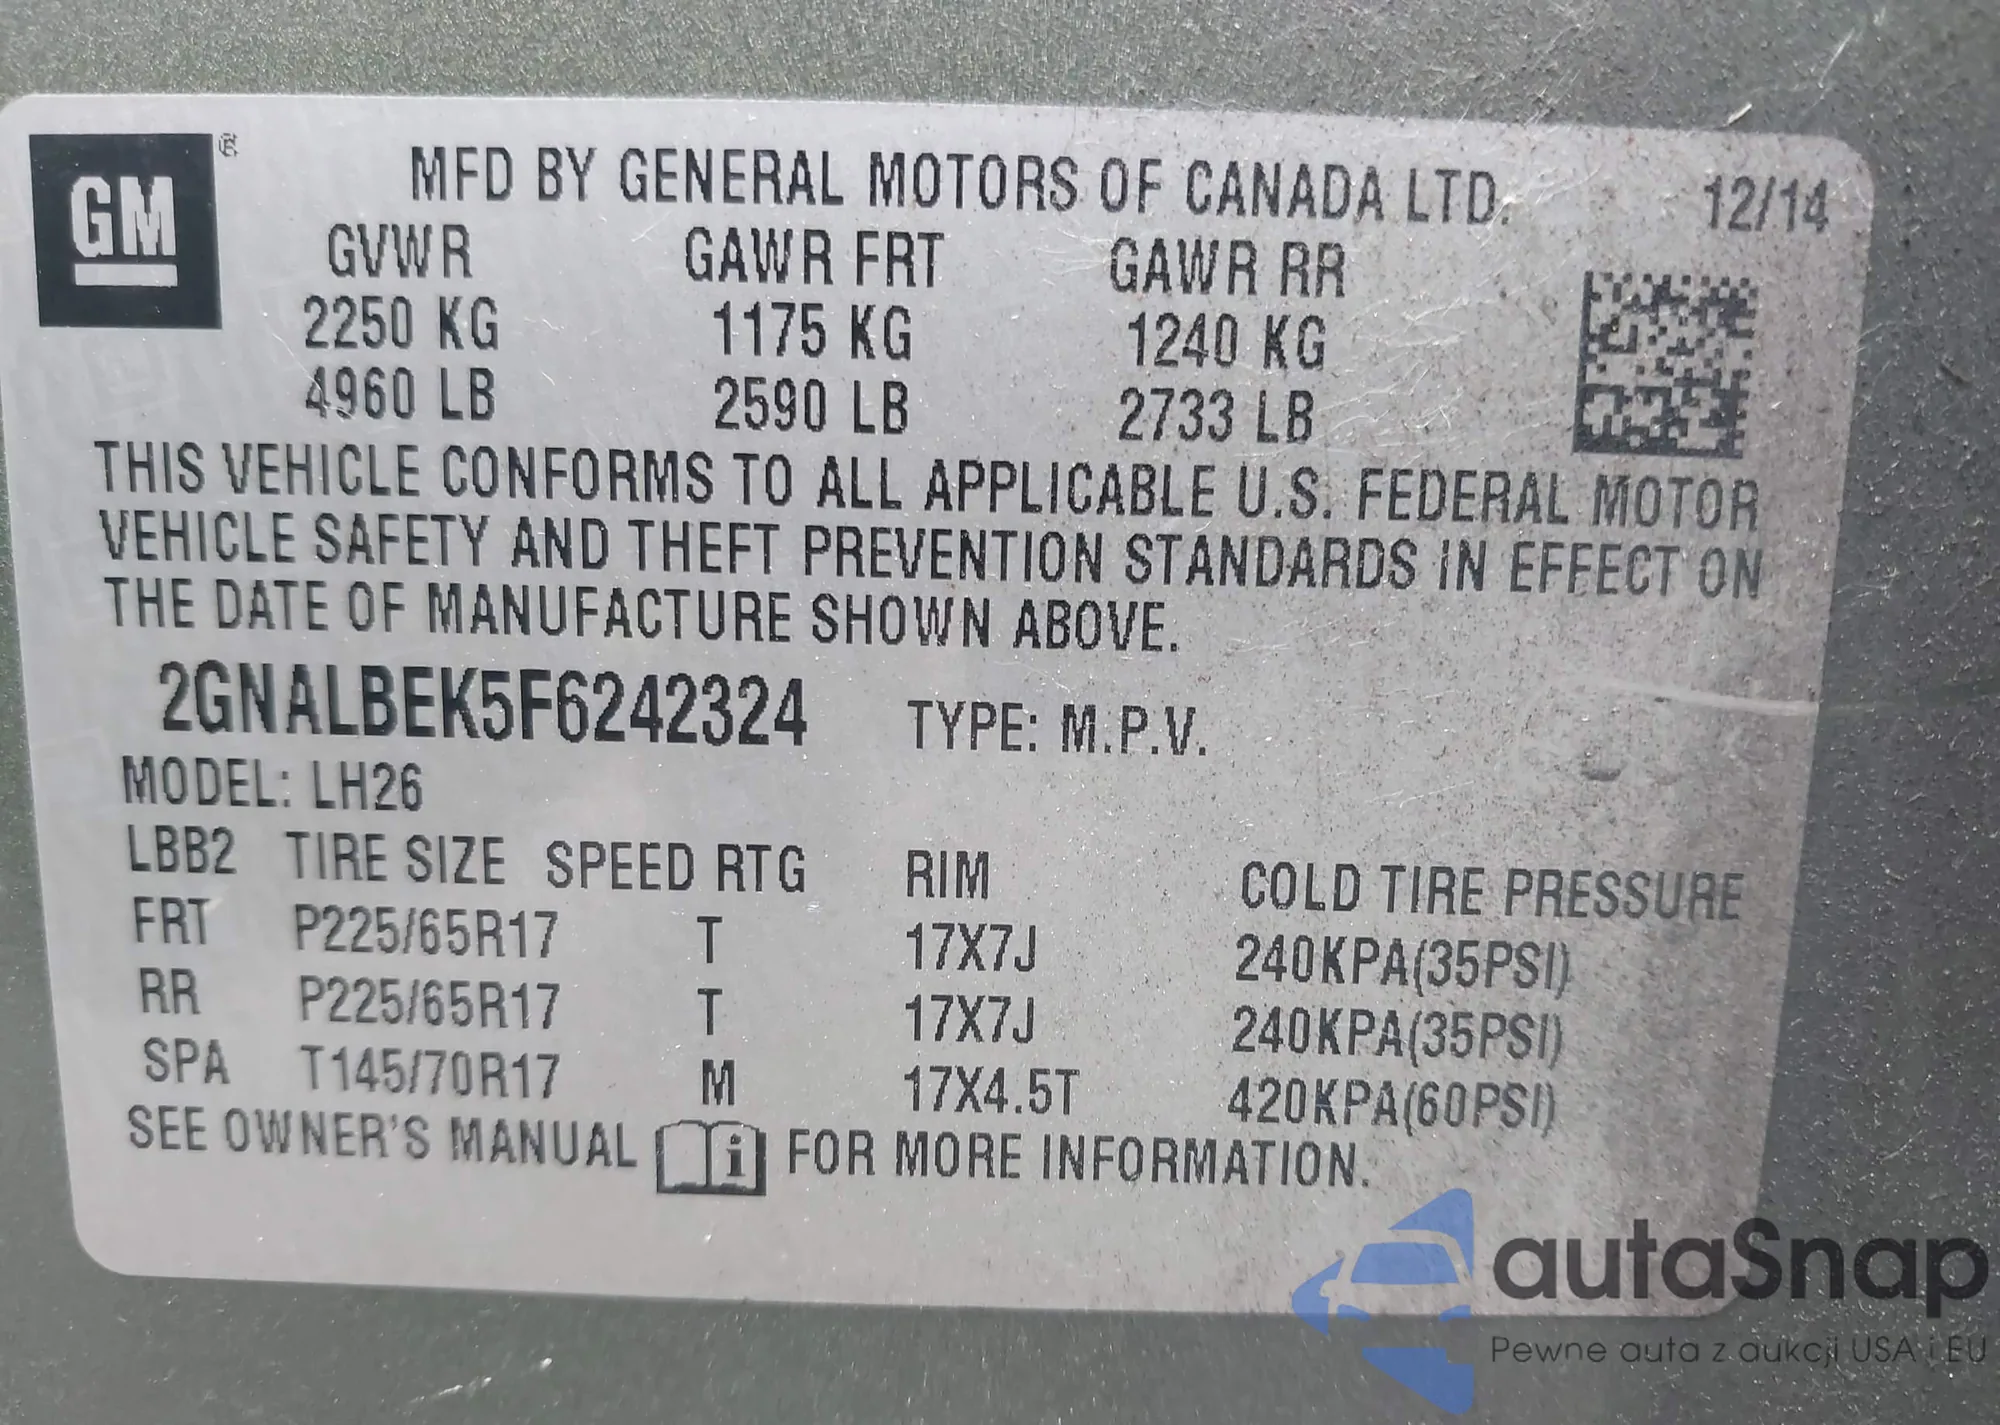 GM ®
MFD BY GENERAL MOTORS OF CANADA LTD. 12/14
GVWR GAWR FRT GAWR RR
2250 KG 1175 KG 1240 KG
4960 LB 2590 LB 2733 LB
THIS VEHICLE CONFORMS TO ALL APPLICABLE U.S. FEDERAL MOTOR
VEHICLE SAFETY AND THEFT PREVENTION STANDARDS IN EFFECT ON
THE DATE OF MANUFACTURE SHOWN ABOVE.
2GNALBEK5F6242324 TYPE: M.P.V.
MODEL: LH26
LBB2 TIRE SIZE SPEED RTG RIM COLD TIRE PRESSURE
FRT P225/65R17 T 17X7J 240KPA(35PSI)
RR P225/65R17 T 17X7J 240KPA(35PSI)
SPA T145/70R17 M 17X4.5T 420KPA(60PSI)
SEE OWNER'S MANUAL i FOR MORE INFORMATION.
autaSnap
Pewne auta z aukcji USA i EU